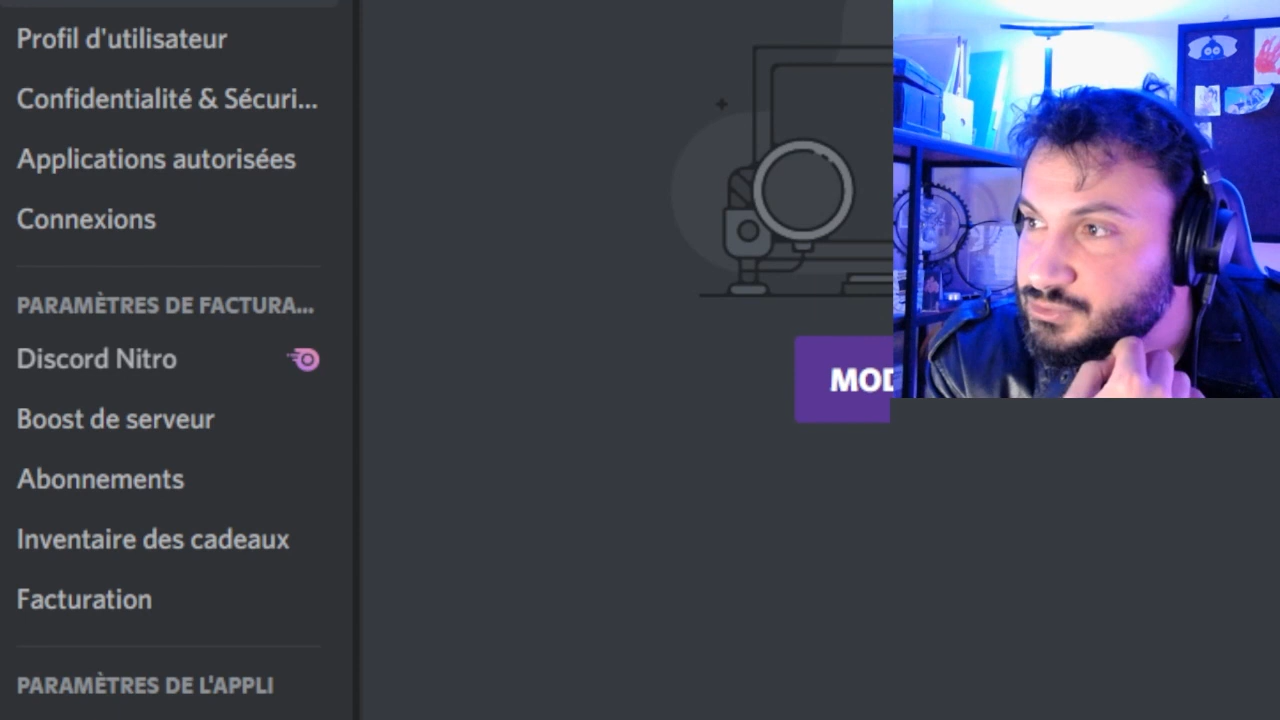 Profil d'utilisateur
Confidentialité & Sécuri...
Applications autorisées
Connexions
PARAMÈTRES DE FACTURA...
Discord Nitro
Boost de serveur
Abonnements
Inventaire des cadeaux
Facturation
PARAMÈTRES DE L'APPLI
MOD